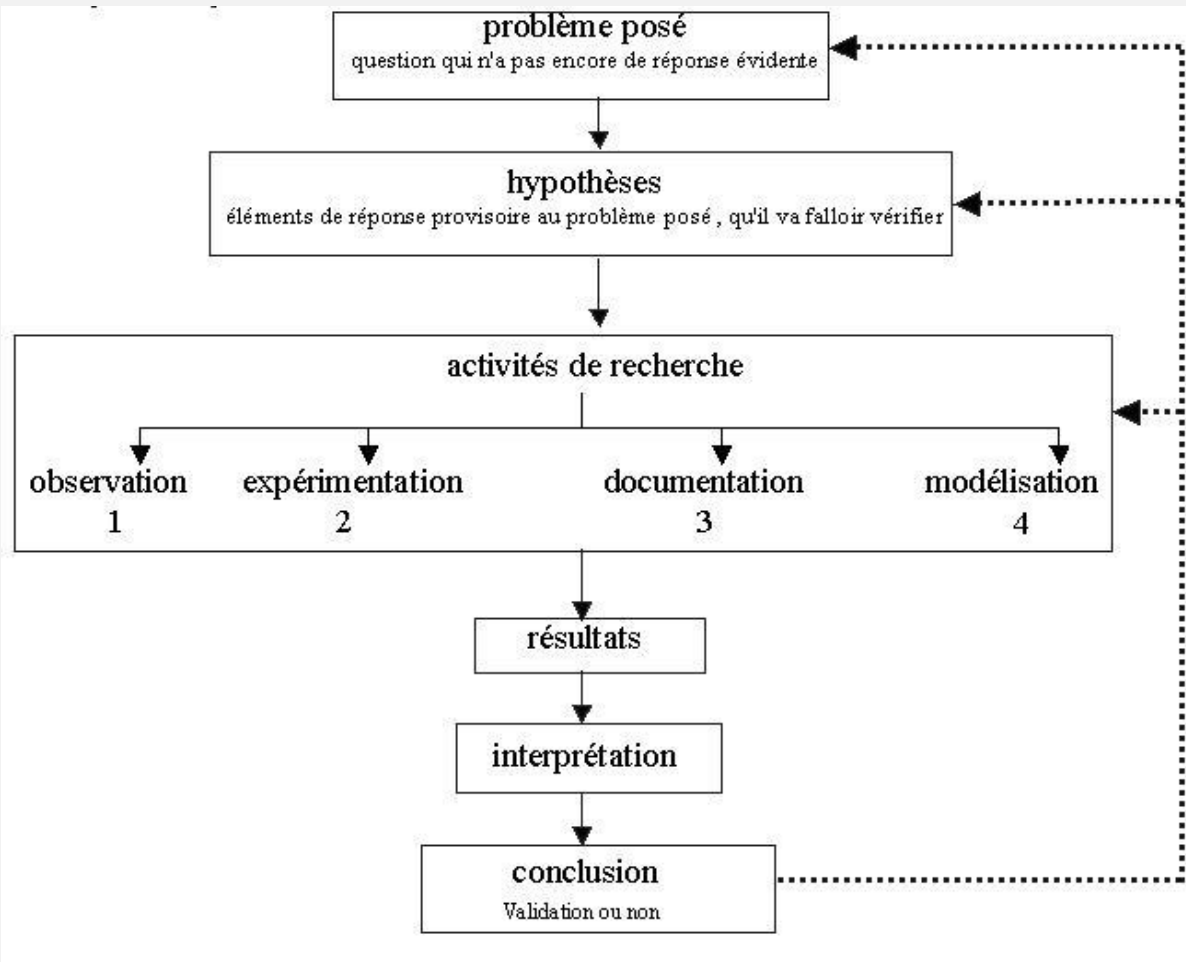 problème posé
question qui n'a pas encore de réponse évidente
hypothèses
éléments de réponse provisoire au problème posé , qu'il va falloir vérifier
activités de recherche
observation expérimentation documentation modélisation
1 2 3 4
résultats
interprétation
conclusion
Validation ou non